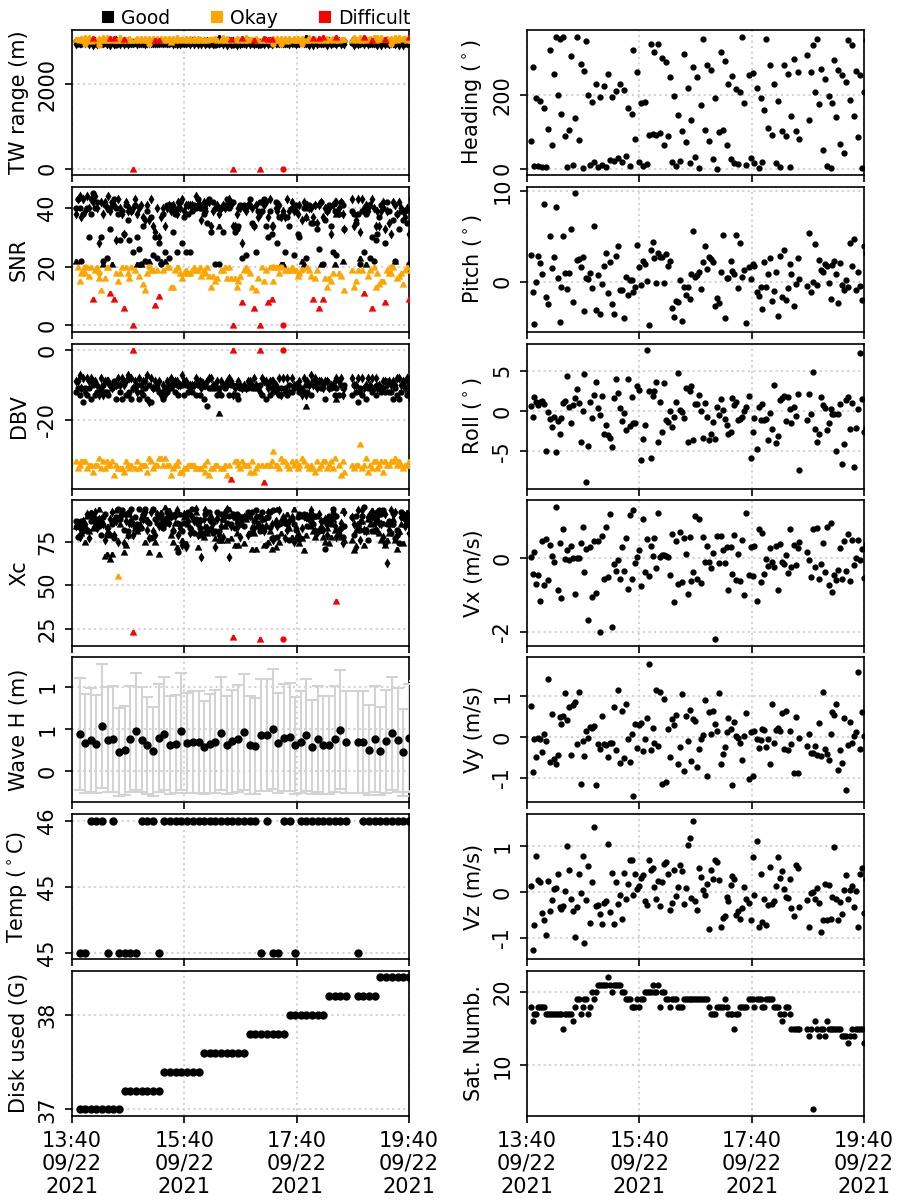 Good Okay Difficult
TW range (m)
2000
0
Heading (°)
200
0
SNR
40
20
0
Pitch (°)
10
0
DBV
0
-20
Roll (°)
5
0
-5
Xc
75
50
25
Vx (m/s)
0
-2
Wave H (m)
1
1
0
Vy (m/s)
1
0
-1
Temp (°C)
46
45
45
Vz (m/s)
1
0
-1
Disk used (G)
38
37
Sat. Numb.
20
10
13:40 15:40 17:40 19:40 13:40 15:40 17:40 19:40
09/22 09/22 09/22 09/22 09/22 09/22 09/22 09/22
2021 2021 2021 2021 2021 2021 2021 2021